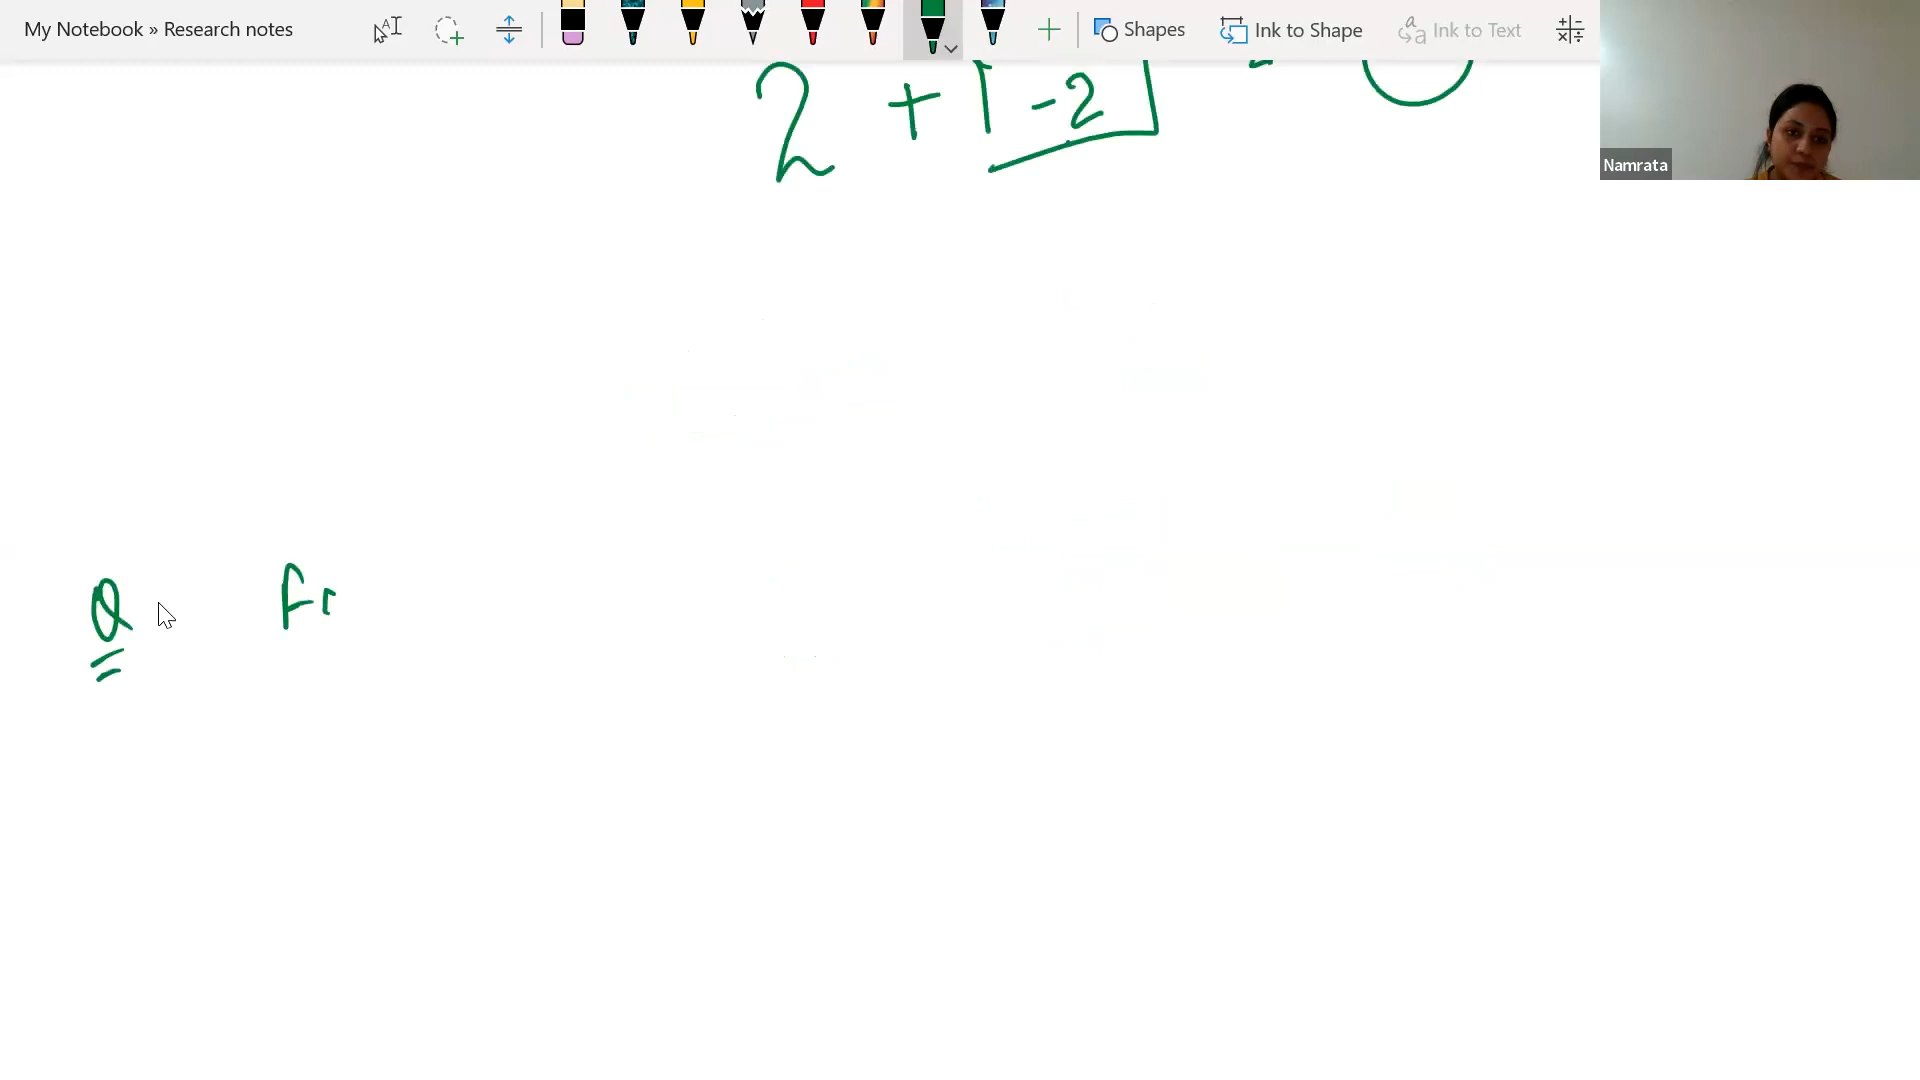 My Notebook » Research notes
Shapes
Ink to Shape
Ink to Text
Namrata
2 + -2
Q Fr